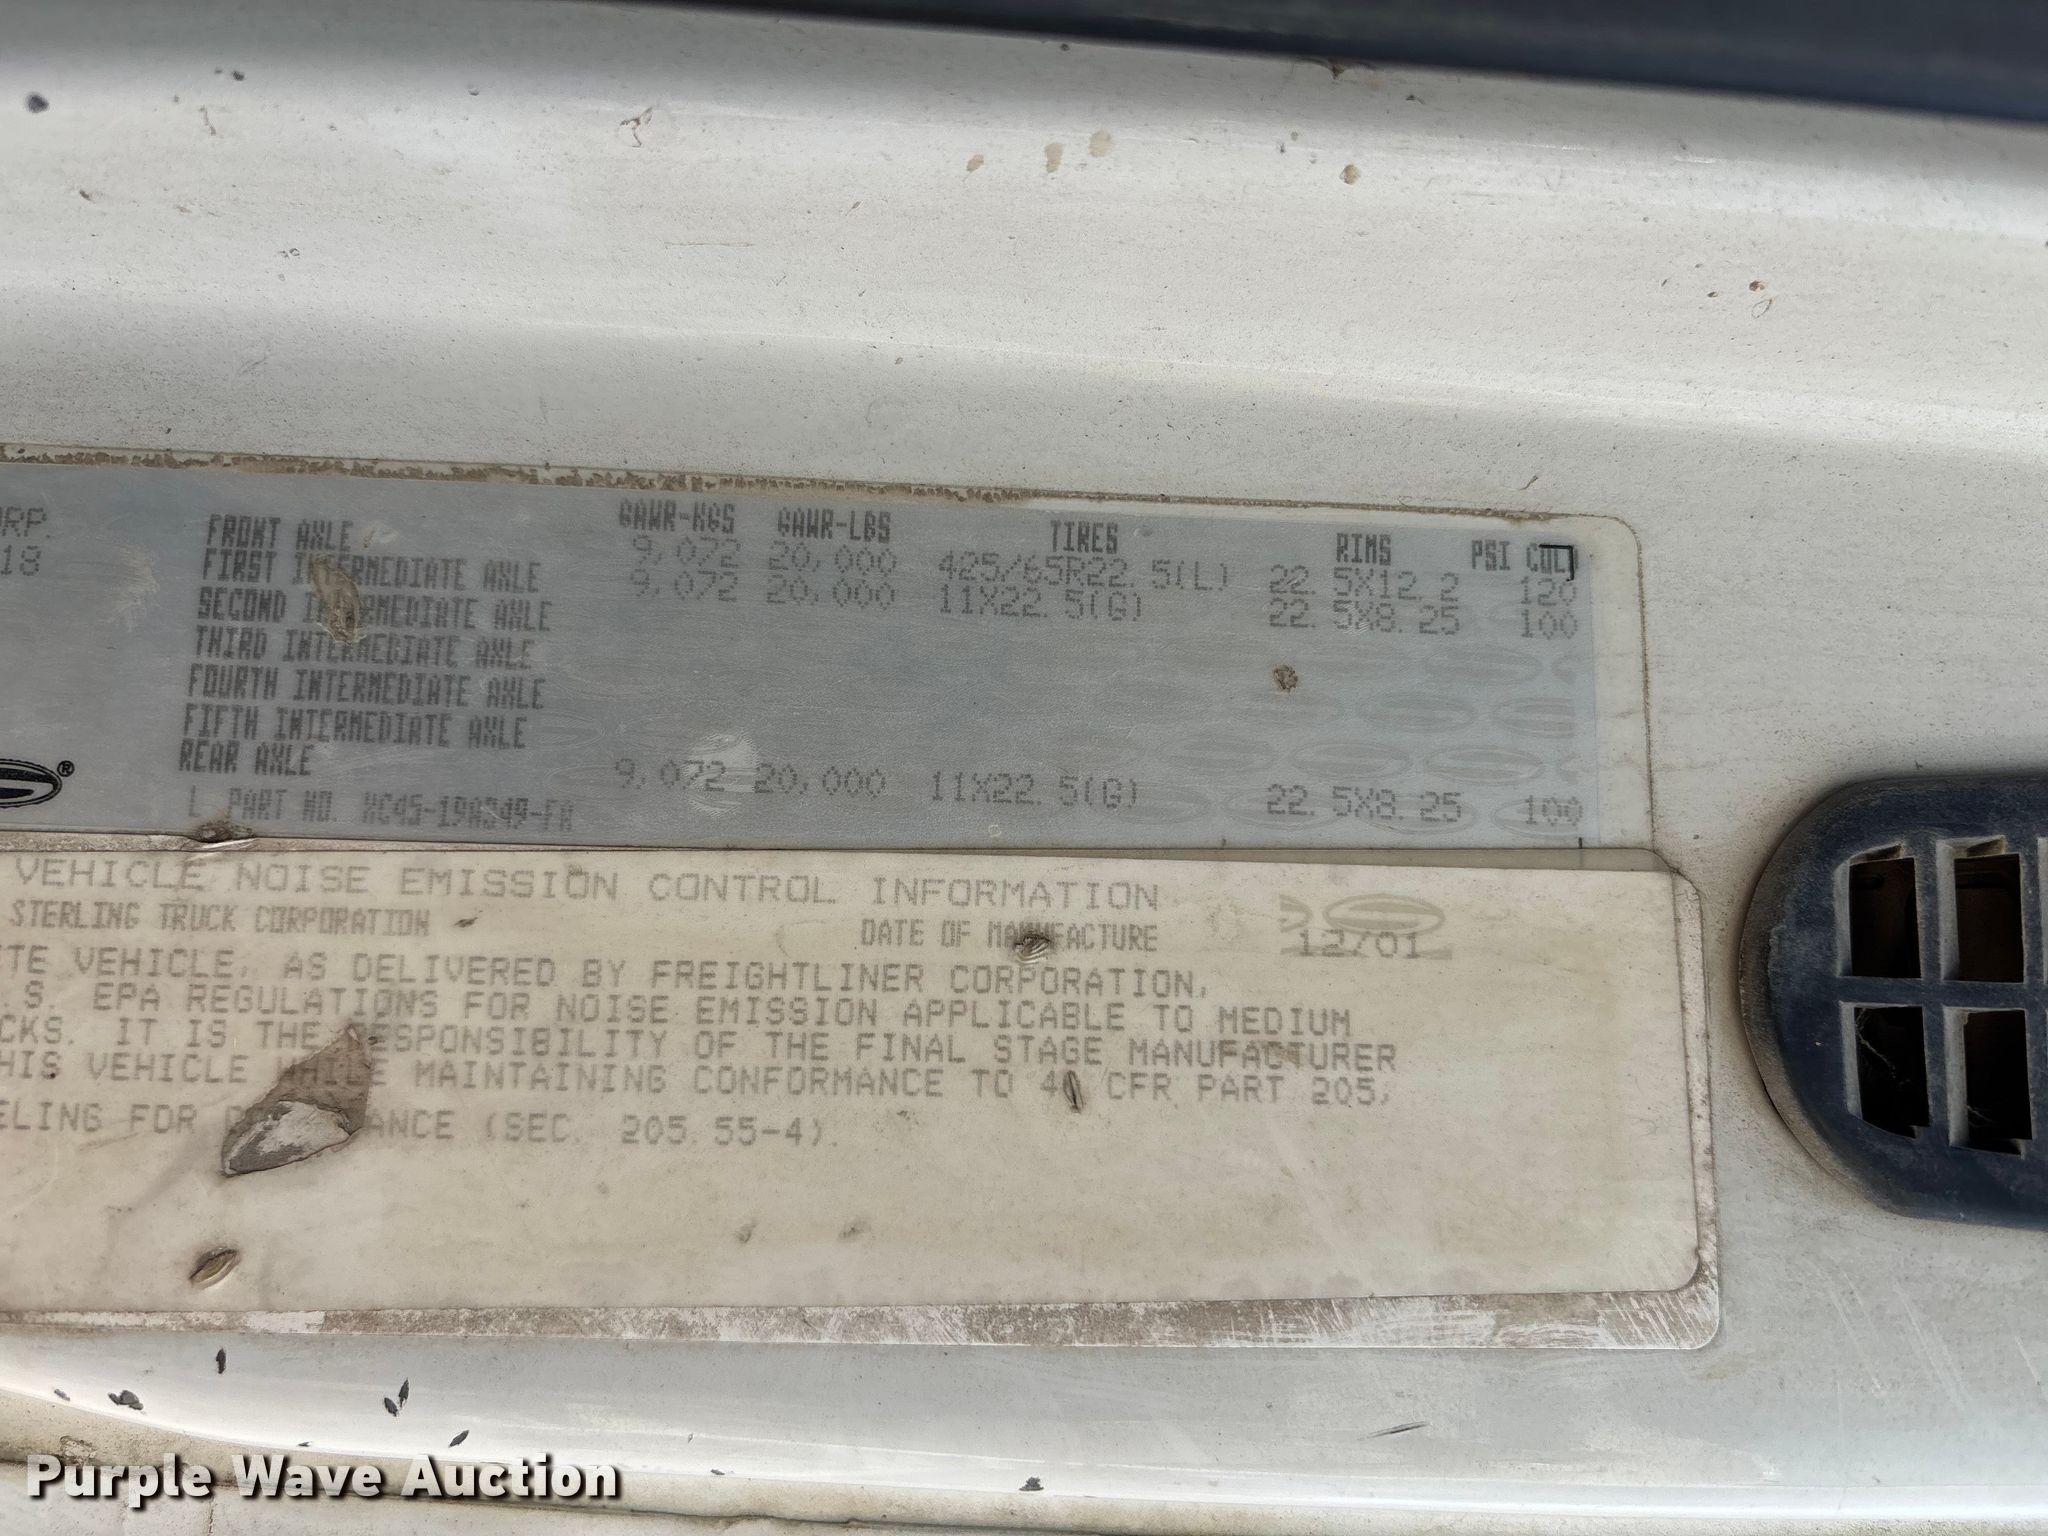 ORP. FRONT AXLE GAWR-KGS GAWR-LBS TIRES RIMS PSI COLD
18 FIRST INTERMEDIATE AXLE 9,072 20,000 425/65R22.5(L) 22.5X12.2 120
SECOND INTERMEDIATE AXLE 9,072 20,000 11X22.5(G) 22.5X8.25 100
THIRD INTERMEDIATE AXLE
FOURTH INTERMEDIATE AXLE
FIFTH INTERMEDIATE AXLE
REAR AXLE 9,072 20,000 11X22.5(G) 22.5X8.25 100
®
L PART NO.
VEHICLE NOISE EMISSION CONTROL INFORMATION
STERLING TRUCK CORPORATION DATE OF MANUFACTURE 12/01
TE VEHICLE, AS DELIVERED BY FREIGHTLINER CORPORATION,
.S. EPA REGULATIONS FOR NOISE EMISSION APPLICABLE TO MEDIUM
CKS. IT IS THE RESPONSIBILITY OF THE FINAL STAGE MANUFACTURER
HIS VEHICLE WHILE MAINTAINING CONFORMANCE TO 40 CFR PART 205,
ELING FOR ANCE (SEC. 205.55-4).
Purple Wave Auction